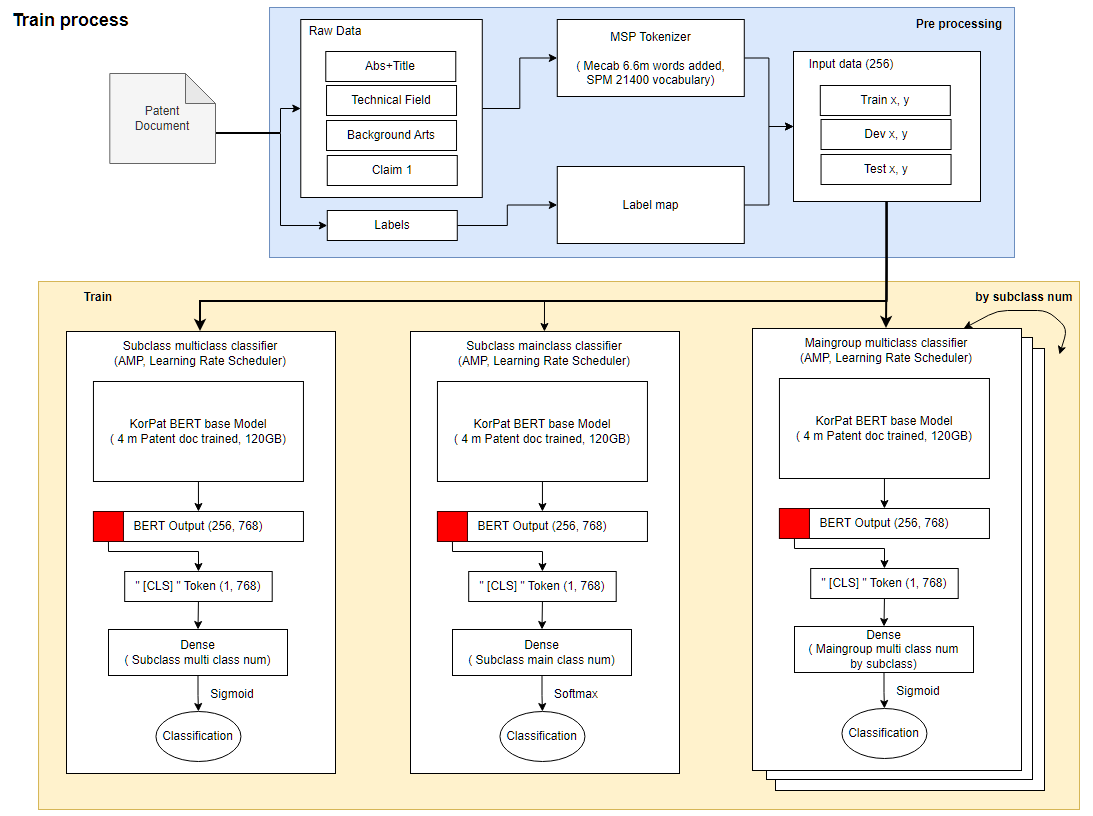 Train process
Pre processing
Patent
Document
Raw Data
Abs+Title
Technical Field
Background Arts
Claim 1
Labels
MSP Tokenizer
( Mecab 6.6m words added,
SPM 21400 vocabulary)
Label map
Input data (256)
Train x, y
Dev x, y
Test x, y
Train
by subclass num
Subclass multiclass classifier
(AMP, Learning Rate Scheduler)
KorPat BERT base Model
( 4 m Patent doc trained, 120GB)
BERT Output (256, 768)
" [CLS] " Token (1, 768)
Dense
( Subclass multi class num)
Sigmoid
Classification
Subclass mainclass classifier
(AMP, Learning Rate Scheduler)
KorPat BERT base Model
( 4 m Patent doc trained, 120GB)
BERT Output (256, 768)
" [CLS] " Token (1, 768)
Dense
( Subclass main class num)
Softmax
Classification
Maingroup multiclass classifier
(AMP, Learning Rate Scheduler)
KorPat BERT base Model
( 4 m Patent doc trained, 120GB)
BERT Output (256, 768)
" [CLS] " Token (1, 768)
Dense
( Maingroup multi class num
by subclass)
Sigmoid
Classification